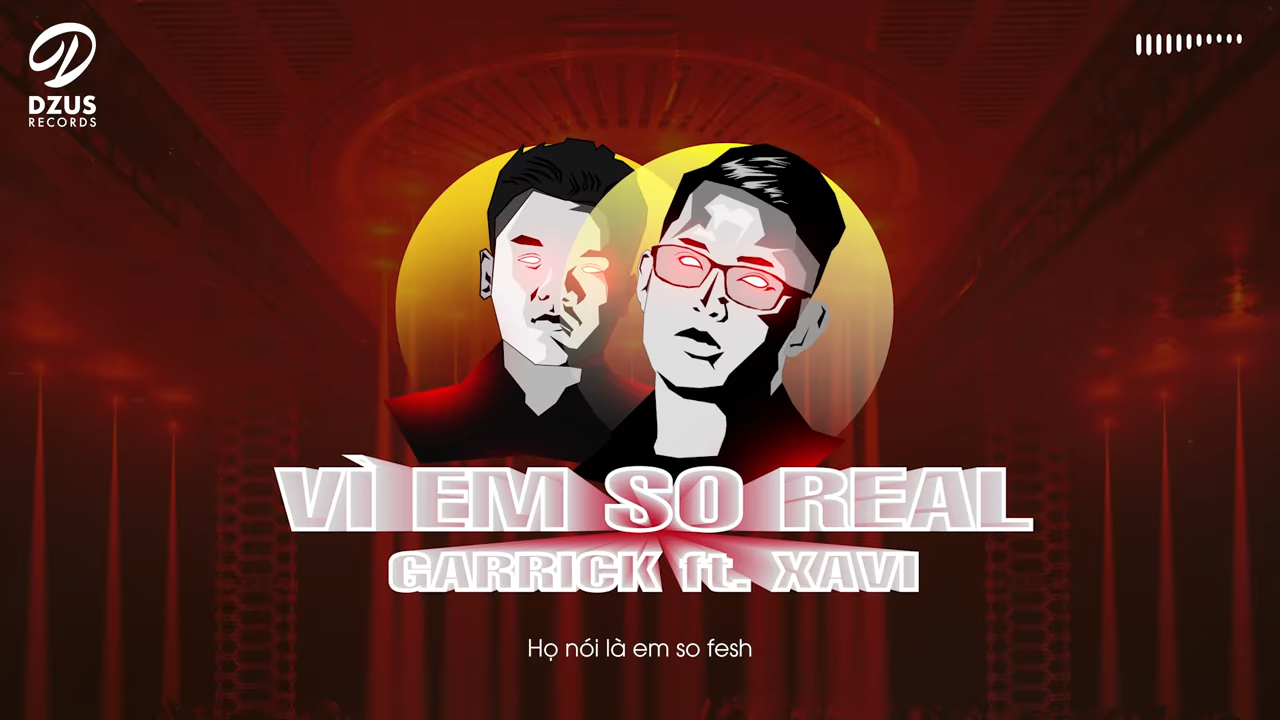 DZUS
RECORDS
VÌ EM SO REAL
GARRICK ft. XAVI
Họ nói là em so fesh